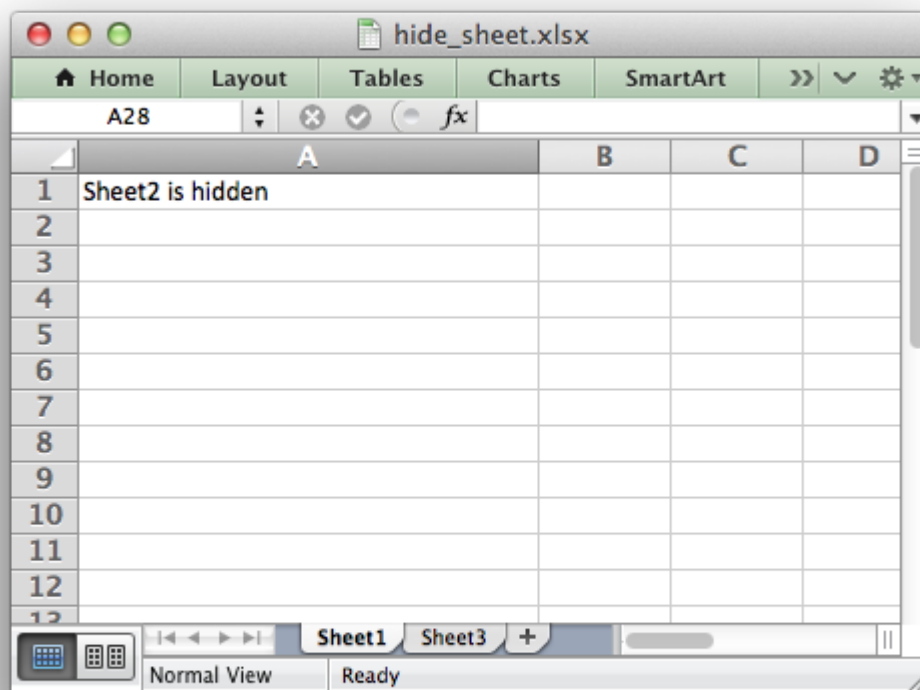 hide_sheet.xlsx
Home Layout Tables Charts SmartArt
A28 fx
A B C D
1 Sheet2 is hidden
2
3
4
5
6
7
8
9
10
11
12
13
Sheet1 Sheet3 +
Normal View Ready